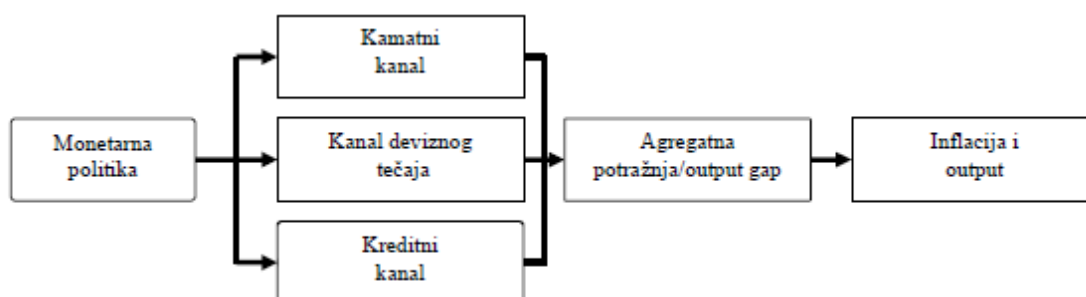 Kamatni
kanal
Monetarna
politika
Kanal deviznog
tečaja
Agregatna
potražnja/output gap
Inflacija i
output
Kreditni
kanal